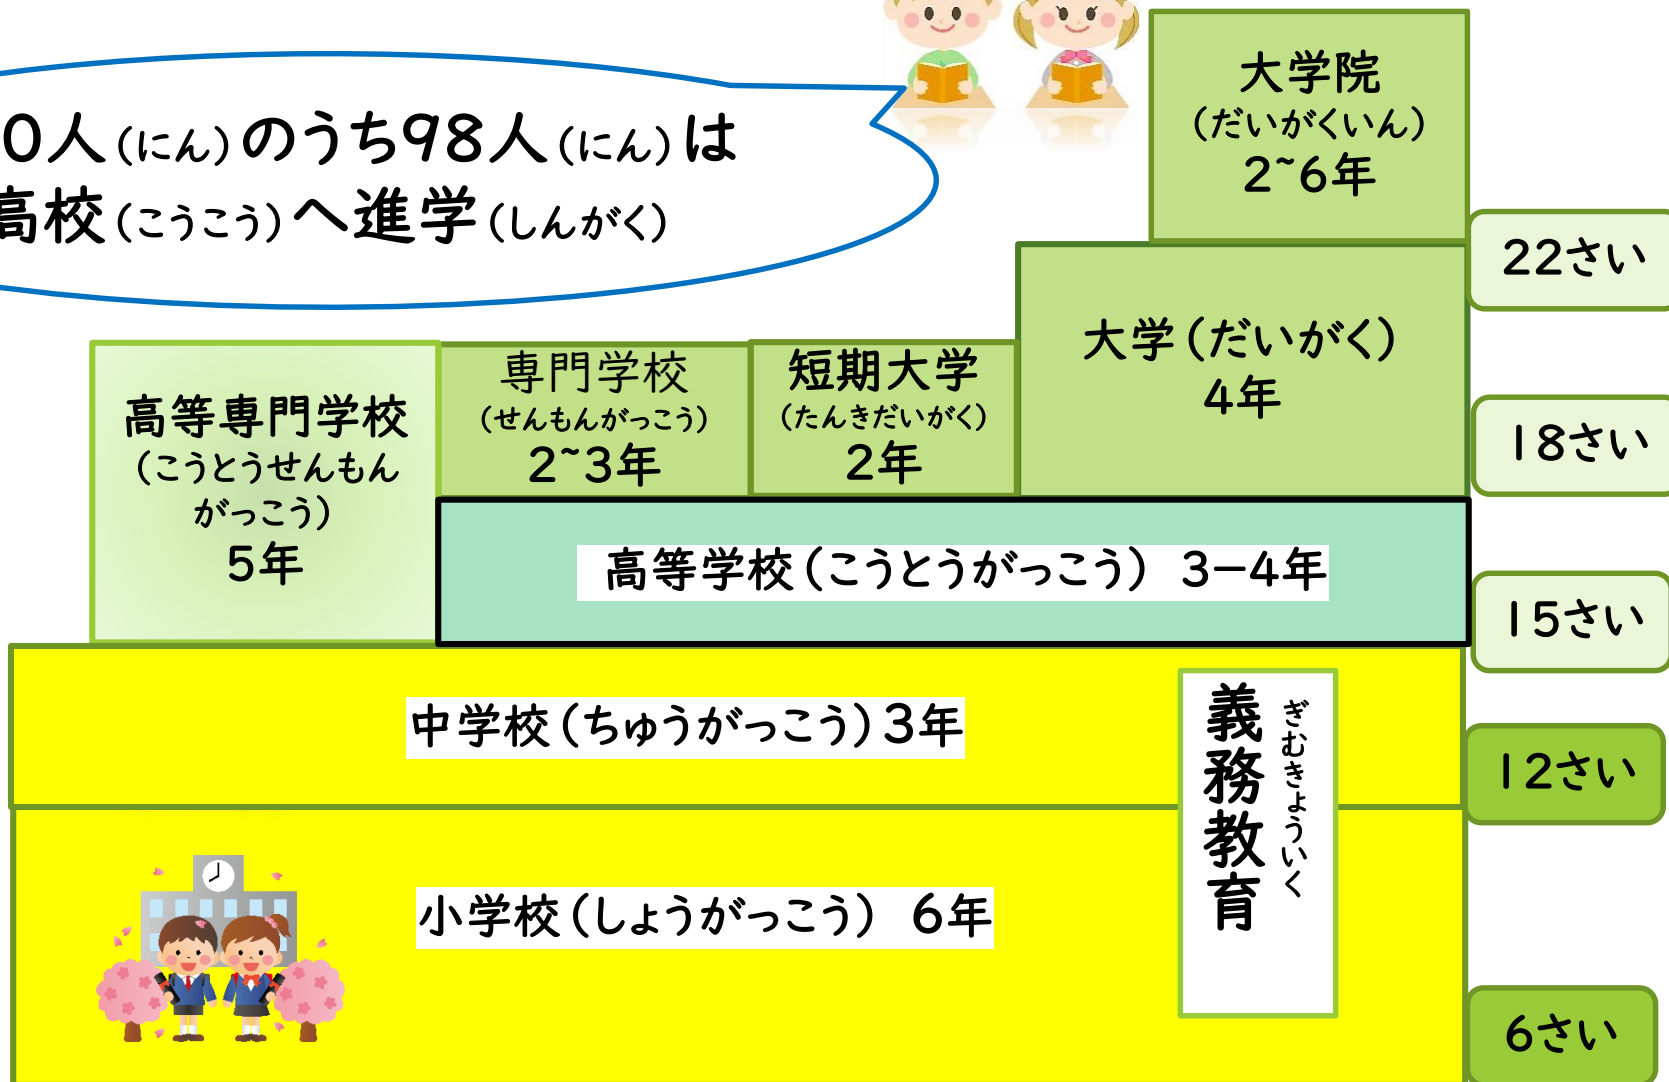 0人(にん)のうち98人(にん)は
高校(こうこう)へ進学(しんがく)
大学院
(だいがくいん)
2~6年
22さい
大学(だいがく)
4年
18さい
高等専門学校
(こうとうせんもん
がっこう)
5年
専門学校
(せんもんがっこう)
2~3年
短期大学
(たんきだいがく)
2年
高等学校(こうとうがっこう) 3ー4年
15さい
中学校(ちゅうがっこう)3年
義務教育
ぎむきょういく
12さい
小学校(しょうがっこう) 6年
6さい